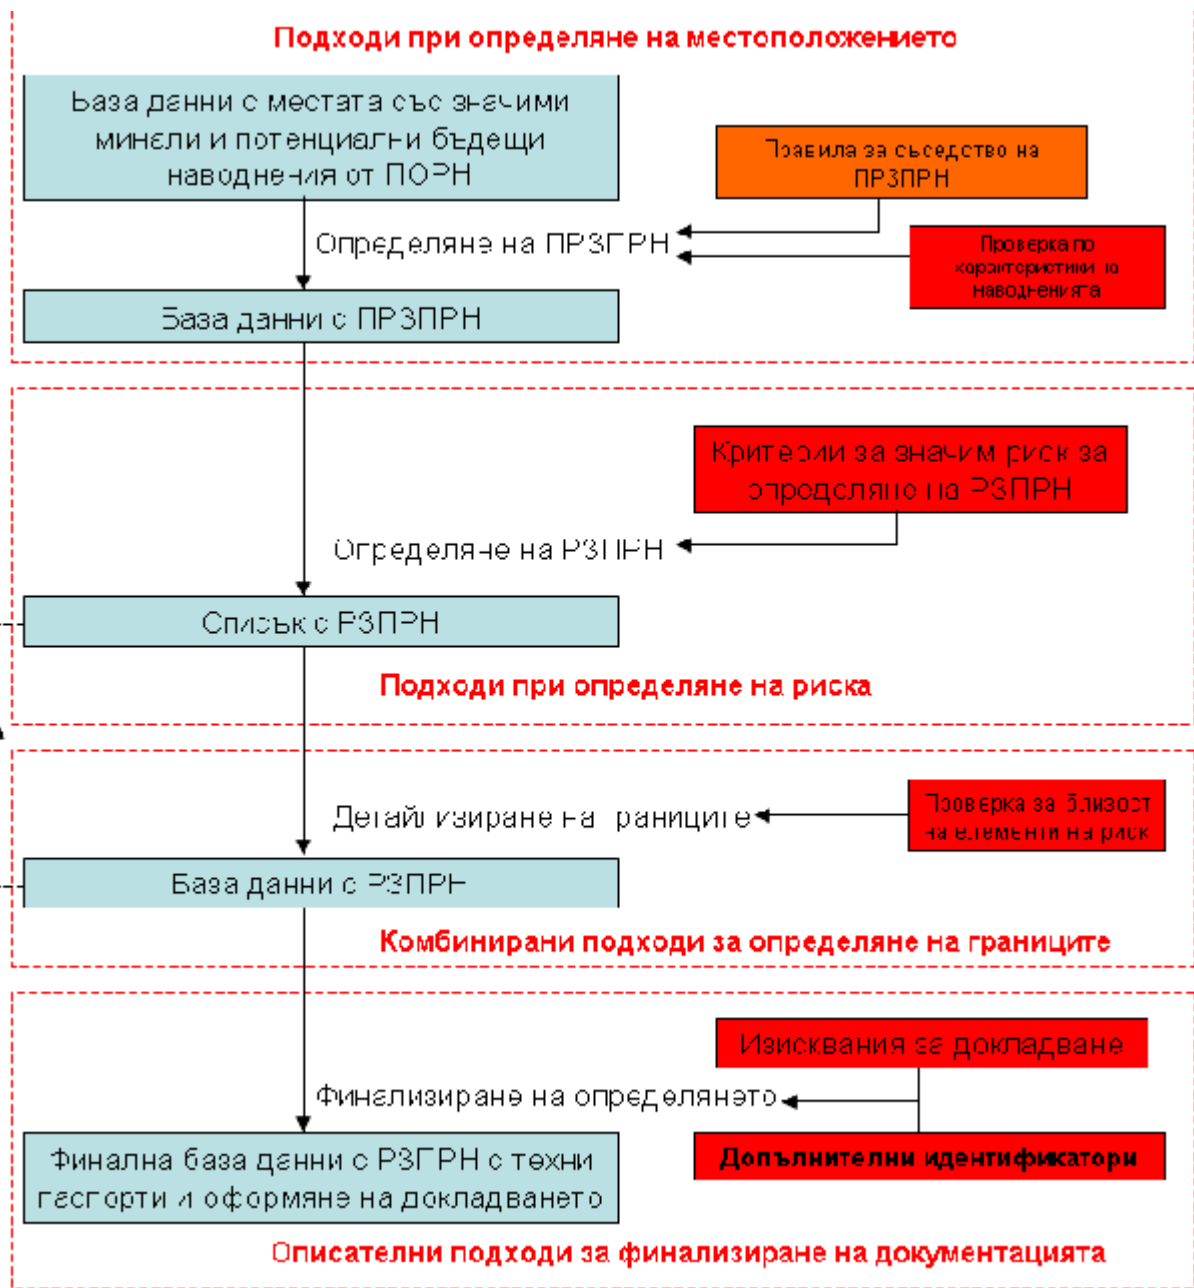 Подходи при определяне на местоположението
База данни с местата със значими
минали и потенциални бъдещи
наводнения от ПОРН
Правила за съседство на
ПРЗПРН
Определяне на ПРЗПРН
Проверка по
характеристики на
наводненията
База данни с ПРЗПРН
Критерии за значим риск за
определяне на РЗПРН
Определяне на РЗПРН
Списък с РЗПРН
Подходи при определяне на риска
Детайлизиране на границите
Проверка за близост
на елементи на риск
База данни с РЗПРН
Комбинирани подходи за определяне на границите
Изисквания за докладване
Финализиране на определянето
Допълнителни идентификатори
Финална база данни с РЗПРН с техни
паспорти и оформяне на докладването
Описателни подходи за финализиране на документацията